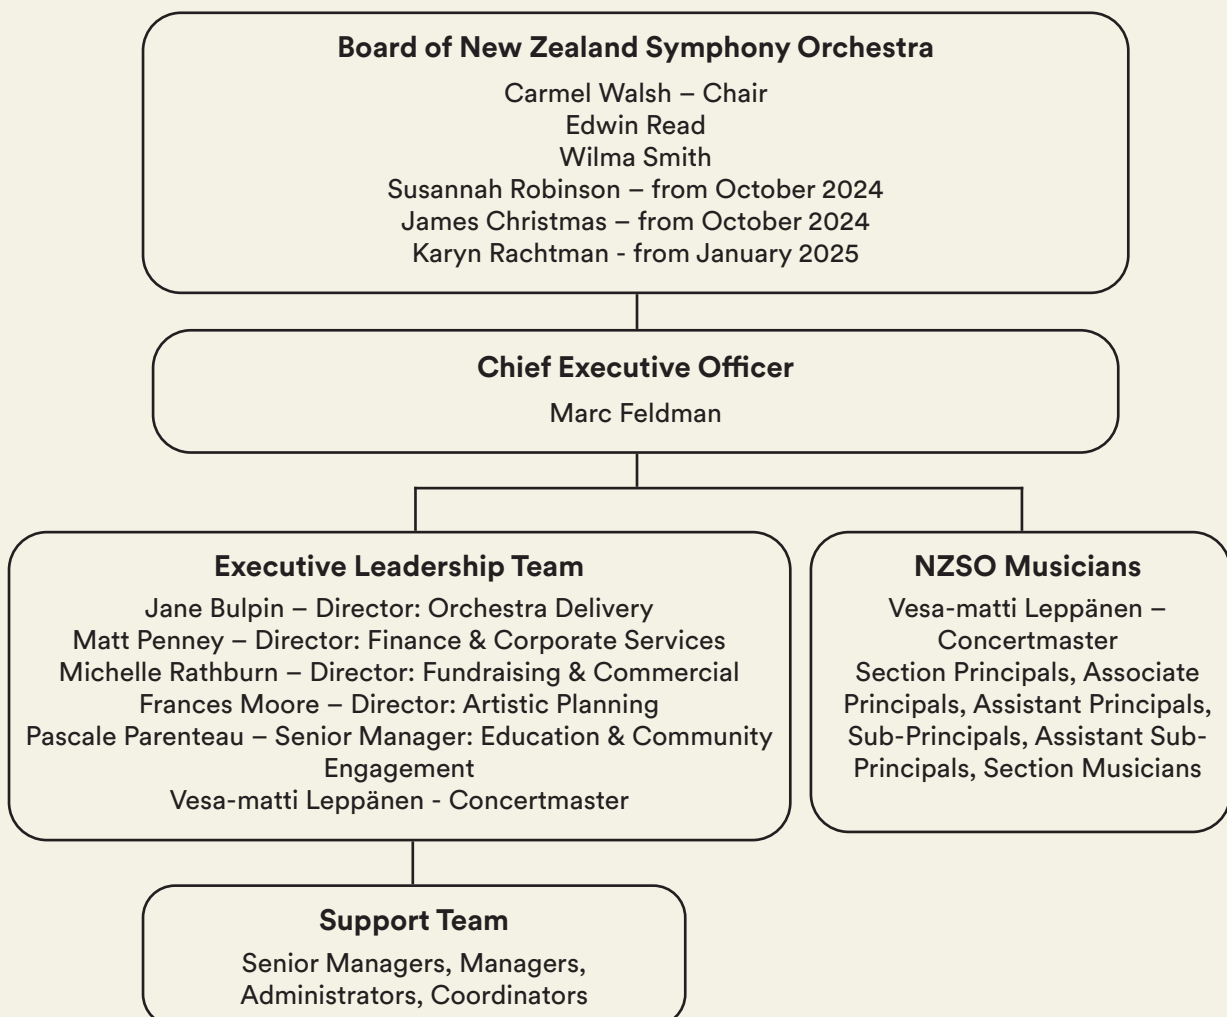 Board of New Zealand Symphony Orchestra
Carmel Walsh – Chair
Edwin Read
Wilma Smith
Susannah Robinson – from October 2024
James Christmas – from October 2024
Karyn Rachtman - from January 2025
Chief Executive Officer
Marc Feldman
Executive Leadership Team
Jane Bulpin – Director: Orchestra Delivery
Matt Penney – Director: Finance & Corporate Services
Michelle Rathburn – Director: Fundraising & Commercial
Frances Moore – Director: Artistic Planning
Pascale Parenteau – Senior Manager: Education & Community
Engagement
Vesa-matti Leppänen - Concertmaster
NZSO Musicians
Vesa-matti Leppänen –
Concertmaster
Section Principals, Associate
Principals, Assistant Principals,
Sub-Principals, Assistant Sub-
Principals, Section Musicians
Support Team
Senior Managers, Managers,
Administrators, Coordinators